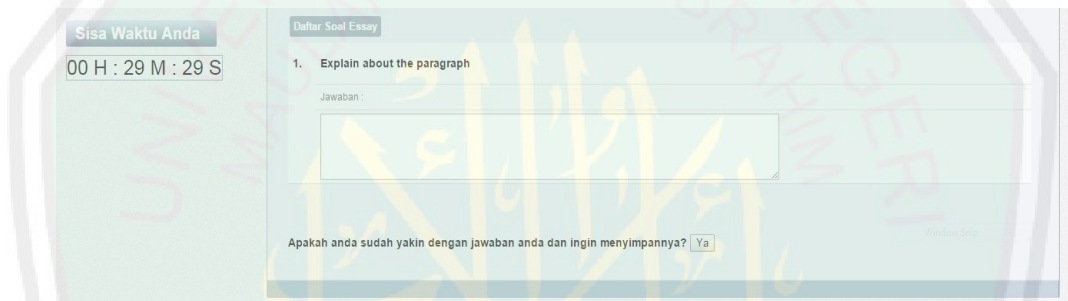 Sisa Waktu Anda
00 H : 29 M : 29 S
Daftar Soal Essay
1. Explain about the paragraph
Jawaban :
Apakah anda sudah yakin dengan jawaban anda dan ingin menyimpannya? Ya